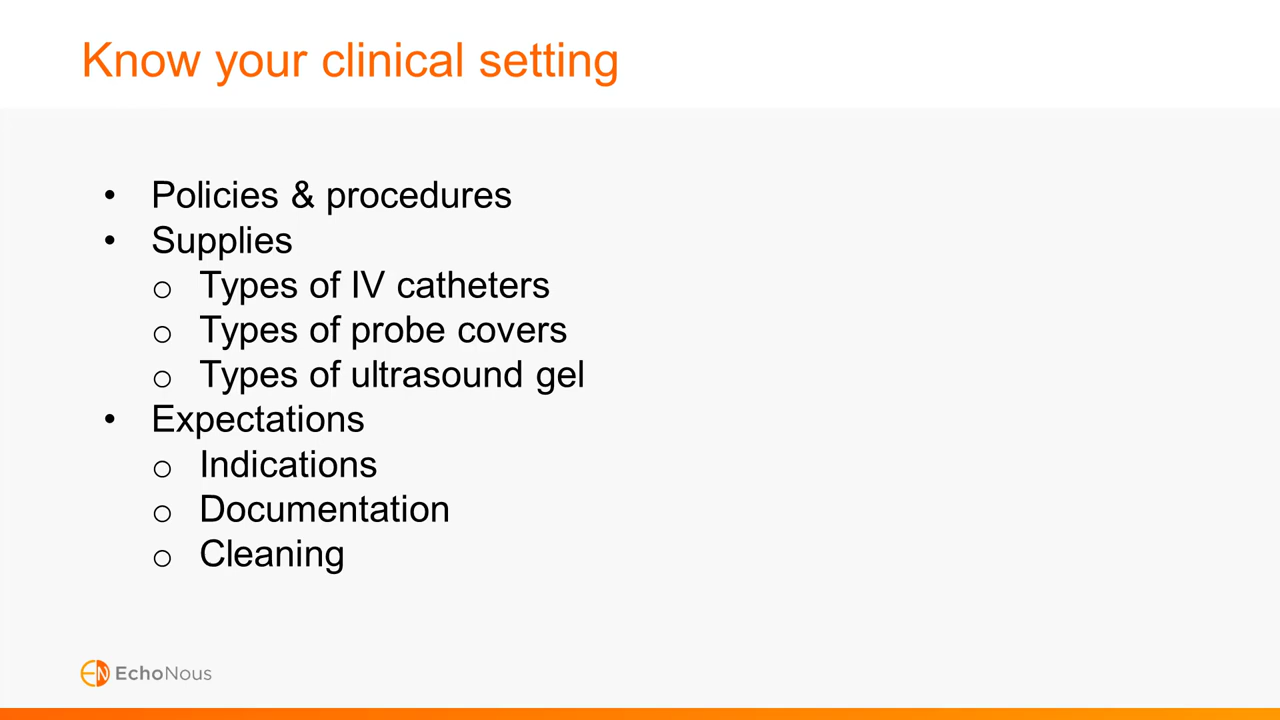 Know your clinical setting
• Policies & procedures
• Supplies
o Types of IV catheters
o Types of probe covers
o Types of ultrasound gel
• Expectations
o Indications
o Documentation
o Cleaning
EN EchoNous